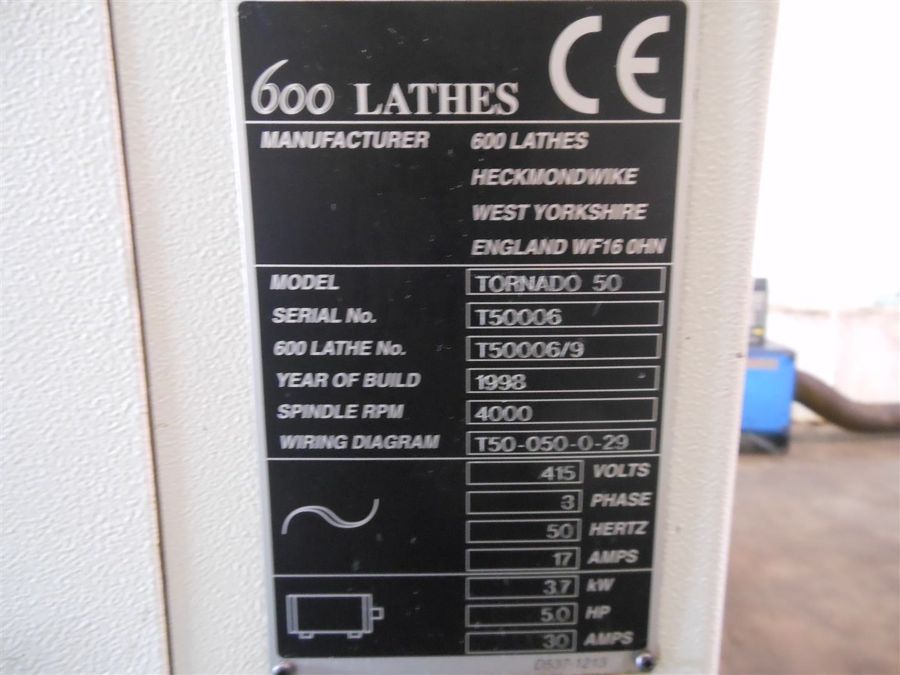 600 LATHES CE
MANUFACTURER 600 LATHES
HECKMONDWIKE
WEST YORKSHIRE
ENGLAND WF16 0HN
MODEL TORNADO 50
SERIAL No. T50006
600 LATHE No. T50006/9
YEAR OF BUILD 1998
SPINDLE RPM 4000
WIRING DIAGRAM T50-050-0-29
415 VOLTS
3 PHASE
50 HERTZ
17 AMPS
3.7 kW
5.0 HP
30 AMPS
D537-1213